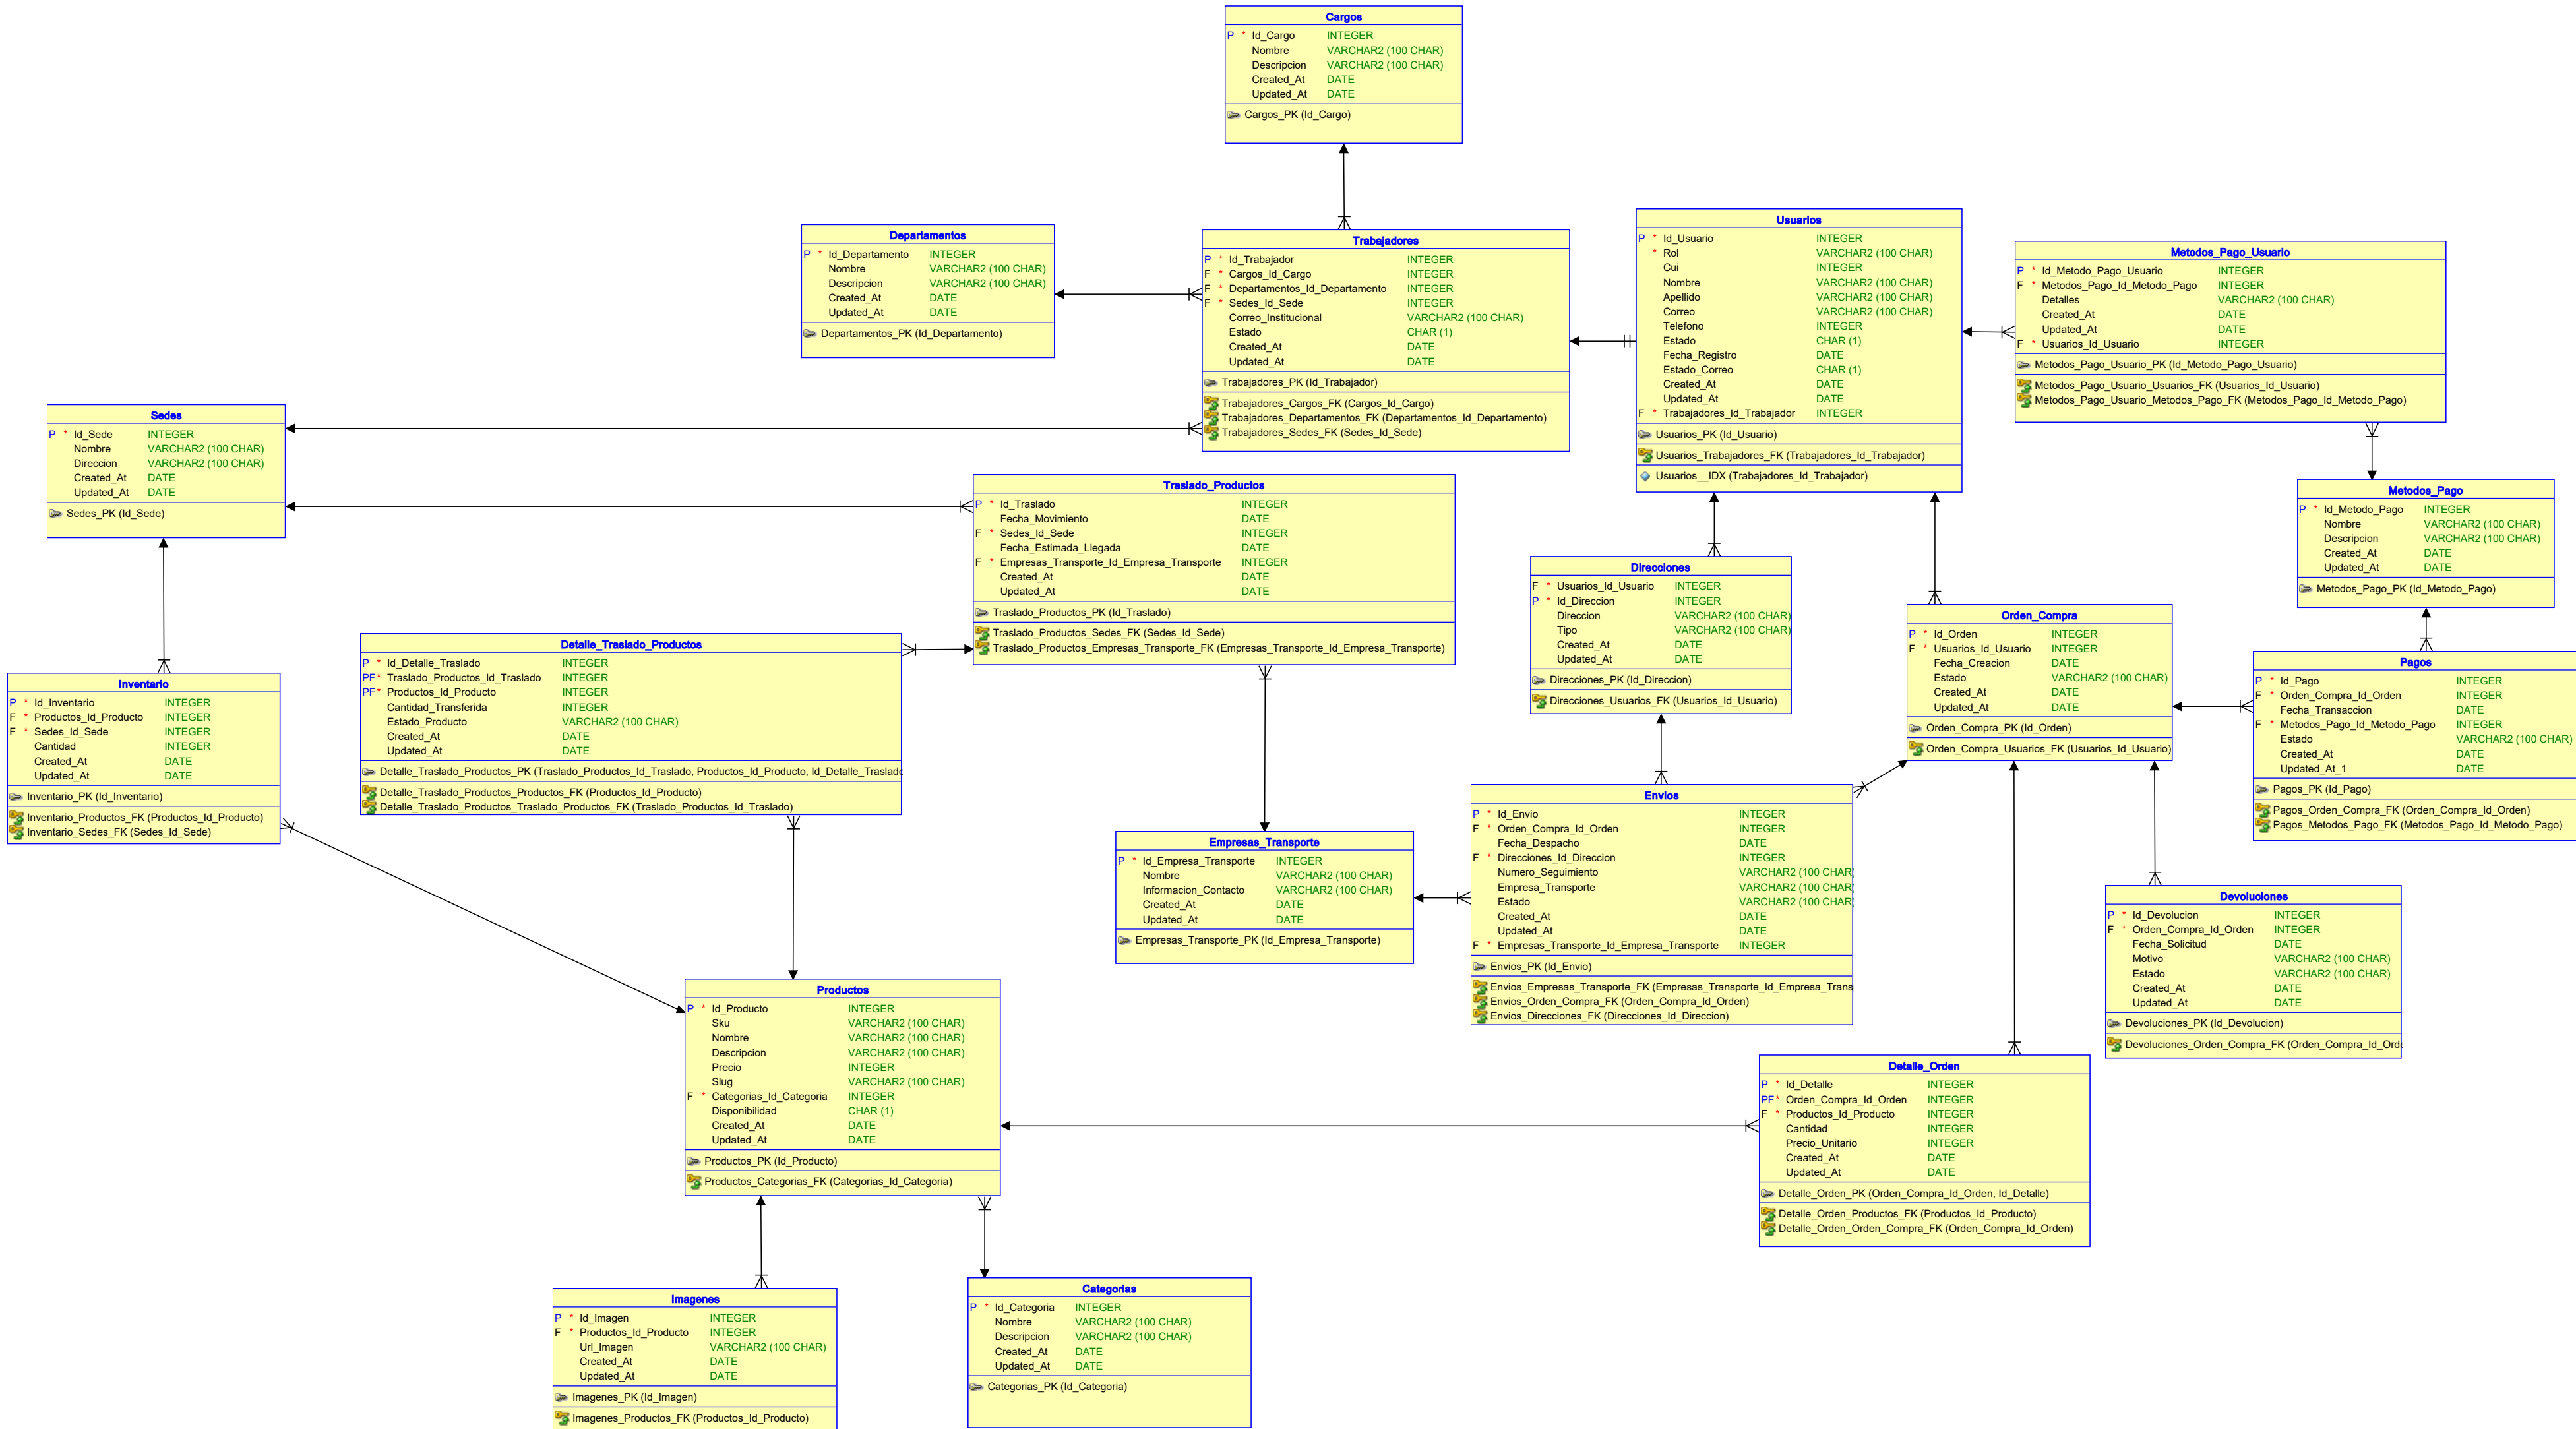 Cargos
P * Id_Cargo INTEGER
Nombre VARCHAR2 (100 CHAR)
Descripcion VARCHAR2 (100 CHAR)
Created_At DATE
Updated_At DATE
Cargos_PK (Id_Cargo)
Departamentos
P * Id_Departamento INTEGER
Nombre VARCHAR2 (100 CHAR)
Descripcion VARCHAR2 (100 CHAR)
Created_At DATE
Updated_At DATE
Departamentos_PK (Id_Departamento)
Trabajadores
P * Id_Trabajador INTEGER
F * Cargos_Id_Cargo INTEGER
F * Departamentos_Id_Departamento INTEGER
F * Sedes_Id_Sede INTEGER
Correo_Institucional VARCHAR2 (100 CHAR)
Estado CHAR (1)
Created_At DATE
Updated_At DATE
Trabajadores_PK (Id_Trabajador)
Trabajadores_Cargos_FK (Cargos_Id_Cargo)
Trabajadores_Departamentos_FK (Departamentos_Id_Departamento)
Trabajadores_Sedes_FK (Sedes_Id_Sede)
Usuarios
P * Id_Usuario INTEGER
* Rol VARCHAR2 (100 CHAR)
Cui INTEGER
Nombre VARCHAR2 (100 CHAR)
Apellido VARCHAR2 (100 CHAR)
Correo VARCHAR2 (100 CHAR)
Telefono INTEGER
Estado CHAR (1)
Fecha_Registro DATE
Estado_Correo CHAR (1)
Created_At DATE
Updated_At DATE
F * Trabajadores_Id_Trabajador INTEGER
Usuarios_PK (Id_Usuario)
Usuarios_Trabajadores_FK (Trabajadores_Id_Trabajador)
Usuarios__IDX (Trabajadores_Id_Trabajador)
Metodos_Pago_Usuario
P * Id_Metodo_Pago_Usuario INTEGER
F * Metodos_Pago_Id_Metodo_Pago INTEGER
Detalles VARCHAR2 (100 CHAR)
Created_At DATE
Updated_At DATE
F * Usuarios_Id_Usuario INTEGER
Metodos_Pago_Usuario_PK (Id_Metodo_Pago_Usuario)
Metodos_Pago_Usuario_Usuarios_FK (Usuarios_Id_Usuario)
Metodos_Pago_Usuario_Metodos_Pago_FK (Metodos_Pago_Id_Metodo_Pago)
Sedes
P * Id_Sede INTEGER
Nombre VARCHAR2 (100 CHAR)
Direccion VARCHAR2 (100 CHAR)
Created_At DATE
Updated_At DATE
Sedes_PK (Id_Sede)
Traslado_Productos
P * Id_Traslado INTEGER
Fecha_Movimiento DATE
F * Sedes_Id_Sede INTEGER
Fecha_Estimada_Llegada DATE
F * Empresas_Transporte_Id_Empresa_Transporte INTEGER
Created_At DATE
Updated_At DATE
Traslado_Productos_PK (Id_Traslado)
Traslado_Productos_Sedes_FK (Sedes_Id_Sede)
Traslado_Productos_Empresas_Transporte_FK (Empresas_Transporte_Id_Empresa_Transporte)
Metodos_Pago
P * Id_Metodo_Pago INTEGER
Nombre VARCHAR2 (100 CHAR)
Descripcion VARCHAR2 (100 CHAR)
Created_At DATE
Updated_At DATE
Metodos_Pago_PK (Id_Metodo_Pago)
Direcciones
F * Usuarios_Id_Usuario INTEGER
P * Id_Direccion INTEGER
Direccion VARCHAR2 (100 CHAR)
Tipo VARCHAR2 (100 CHAR)
Created_At DATE
Updated_At DATE
Direcciones_PK (Id_Direccion)
Direcciones_Usuarios_FK (Usuarios_Id_Usuario)
Orden_Compra
P * Id_Orden INTEGER
F * Usuarios_Id_Usuario INTEGER
Fecha_Creacion DATE
Estado VARCHAR2 (100 CHAR)
Created_At DATE
Updated_At DATE
Orden_Compra_PK (Id_Orden)
Orden_Compra_Usuarios_FK (Usuarios_Id_Usuario)
Detalle_Traslado_Productos
P * Id_Detalle_Traslado INTEGER
PF* Traslado_Productos_Id_Traslado INTEGER
PF* Productos_Id_Producto INTEGER
Cantidad_Transferida INTEGER
Estado_Producto VARCHAR2 (100 CHAR)
Created_At DATE
Updated_At DATE
Detalle_Traslado_Productos_PK (Traslado_Productos_Id_Traslado, Productos_Id_Producto, Id_Detalle_Traslado
Detalle_Traslado_Productos_Productos_FK (Productos_Id_Producto)
Detalle_Traslado_Productos_Traslado_Productos_FK (Traslado_Productos_Id_Traslado)
Pagos
P * Id_Pago INTEGER
F * Orden_Compra_Id_Orden INTEGER
Fecha_Transaccion DATE
F * Metodos_Pago_Id_Metodo_Pago INTEGER
Estado VARCHAR2 (100 CHAR)
Created_At DATE
Updated_At_1 DATE
Pagos_PK (Id_Pago)
Pagos_Orden_Compra_FK (Orden_Compra_Id_Orden)
Pagos_Metodos_Pago_FK (Metodos_Pago_Id_Metodo_Pago)
Inventario
P * Id_Inventario INTEGER
F * Productos_Id_Producto INTEGER
F * Sedes_Id_Sede INTEGER
Cantidad INTEGER
Created_At DATE
Updated_At DATE
Inventario_PK (Id_Inventario)
Inventario_Productos_FK (Productos_Id_Producto)
Inventario_Sedes_FK (Sedes_Id_Sede)
Envios
P * Id_Envio INTEGER
F * Orden_Compra_Id_Orden INTEGER
Fecha_Despacho DATE
F * Direcciones_Id_Direccion INTEGER
Numero_Seguimiento VARCHAR2 (100 CHAR
Empresa_Transporte VARCHAR2 (100 CHAR
Estado VARCHAR2 (100 CHAR
Created_At DATE
Updated_At DATE
F * Empresas_Transporte_Id_Empresa_Transporte INTEGER
Envios_PK (Id_Envio)
Envios_Empresas_Transporte_FK (Empresas_Transporte_Id_Empresa_Trans
Envios_Orden_Compra_FK (Orden_Compra_Id_Orden)
Envios_Direcciones_FK (Direcciones_Id_Direccion)
Empresas_Transporte
P * Id_Empresa_Transporte INTEGER
Nombre VARCHAR2 (100 CHAR)
Informacion_Contacto VARCHAR2 (100 CHAR)
Created_At DATE
Updated_At DATE
Empresas_Transporte_PK (Id_Empresa_Transporte)
Devoluciones
P * Id_Devolucion INTEGER
F * Orden_Compra_Id_Orden INTEGER
Fecha_Solicitud DATE
Motivo VARCHAR2 (100 CHAR)
Estado VARCHAR2 (100 CHAR)
Created_At DATE
Updated_At DATE
Devoluciones_PK (Id_Devolucion)
Devoluciones_Orden_Compra_FK (Orden_Compra_Id_Ord
Productos
P * Id_Producto INTEGER
Sku VARCHAR2 (100 CHAR)
Nombre VARCHAR2 (100 CHAR)
Descripcion VARCHAR2 (100 CHAR)
Precio INTEGER
Slug VARCHAR2 (100 CHAR)
F * Categorias_Id_Categoria INTEGER
Disponibilidad CHAR (1)
Created_At DATE
Updated_At DATE
Productos_PK (Id_Producto)
Productos_Categorias_FK (Categorias_Id_Categoria)
Detalle_Orden
P * Id_Detalle INTEGER
PF* Orden_Compra_Id_Orden INTEGER
F * Productos_Id_Producto INTEGER
Cantidad INTEGER
Precio_Unitario INTEGER
Created_At DATE
Updated_At DATE
Detalle_Orden_PK (Orden_Compra_Id_Orden, Id_Detalle)
Detalle_Orden_Productos_FK (Productos_Id_Producto)
Detalle_Orden_Orden_Compra_FK (Orden_Compra_Id_Orden)
Imagenes
P * Id_Imagen INTEGER
F * Productos_Id_Producto INTEGER
Url_Imagen VARCHAR2 (100 CHAR)
Created_At DATE
Updated_At DATE
Imagenes_PK (Id_Imagen)
Imagenes_Productos_FK (Productos_Id_Producto)
Categorias
P * Id_Categoria INTEGER
Nombre VARCHAR2 (100 CHAR)
Descripcion VARCHAR2 (100 CHAR)
Created_At DATE
Updated_At DATE
Categorias_PK (Id_Categoria)